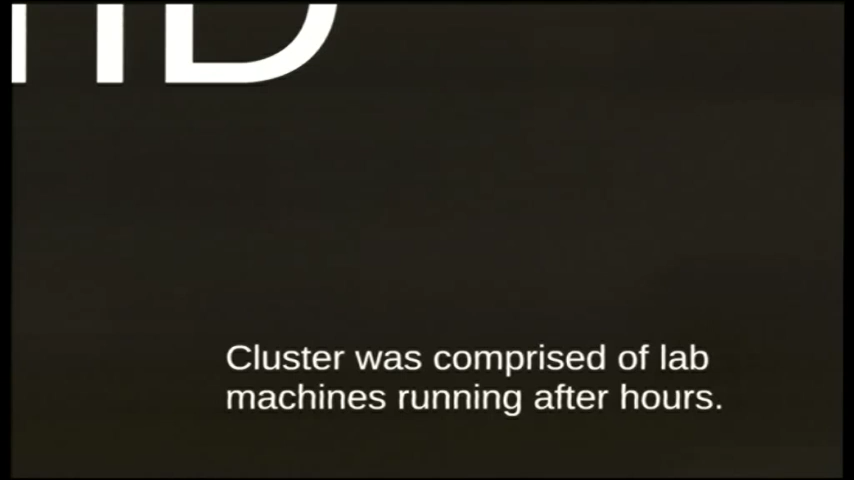 Cluster was comprised of lab
machines running after hours.